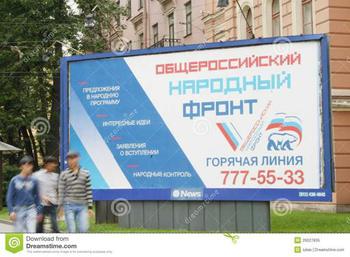 ОБЩЕРОССИЙСКИЙ
НАРОДНЫЙ
ФРОНТ
ПРЕДЛОЖЕНИЯ
В НАРОДНУЮ
ПРОГРАММУ
ИНТЕРЕСНЫЕ ИДЕИ
ЗАЯВЛЕНИЯ
О ВСТУПЛЕНИИ
НАРОДНЫЙ КОНТРОЛЬ
ГОРЯЧАЯ ЛИНИЯ
777-55-33
News
Download from
Dreamstime.com